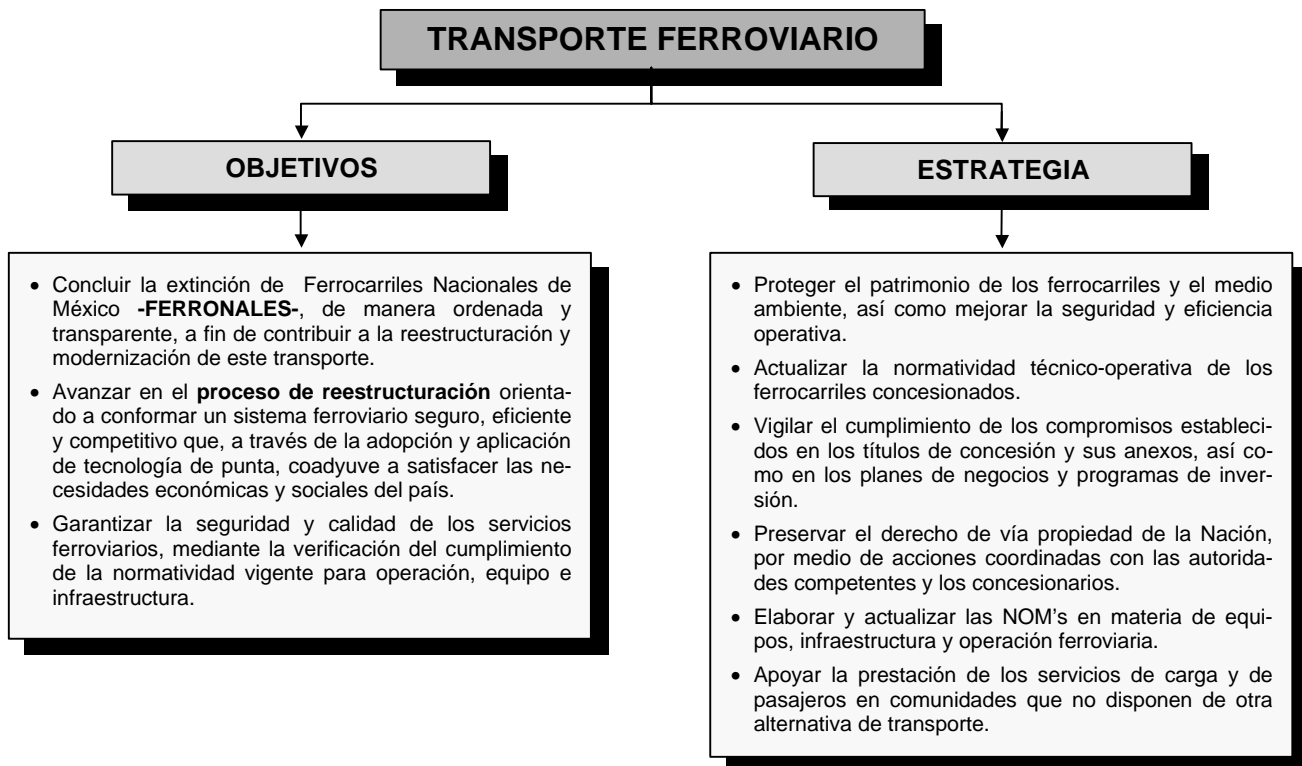 TRANSPORTE FERROVIARIO
OBJETIVOS
• Concluir la extinción de Ferrocarriles Nacionales de
México -FERRONALES-, de manera ordenada y
transparente, a fin de contribuir a la reestructuración y
modernización de este transporte.
• Avanzar en el proceso de reestructuración orienta-
do a conformar un sistema ferroviario seguro, eficiente
y competitivo que, a través de la adopción y aplicación
de tecnología de punta, coadyuve a satisfacer las ne-
cesidades económicas y sociales del país.
• Garantizar la seguridad y calidad de los servicios
ferroviarios, mediante la verificación del cumplimiento
de la normatividad vigente para operación, equipo e
infraestructura.
ESTRATEGIA
• Proteger el patrimonio de los ferrocarriles y el medio
ambiente, así como mejorar la seguridad y eficiencia
operativa.
• Actualizar la normatividad técnico-operativa de los
ferrocarriles concesionados.
• Vigilar el cumplimiento de los compromisos estableci-
dos en los títulos de concesión y sus anexos, así co-
mo en los planes de negocios y programas de inver-
sión.
• Preservar el derecho de vía propiedad de la Nación,
por medio de acciones coordinadas con las autorida-
des competentes y los concesionarios.
• Elaborar y actualizar las NOM's en materia de equi-
pos, infraestructura y operación ferroviaria.
• Apoyar la prestación de los servicios de carga y de
pasajeros en comunidades que no disponen de otra
alternativa de transporte.